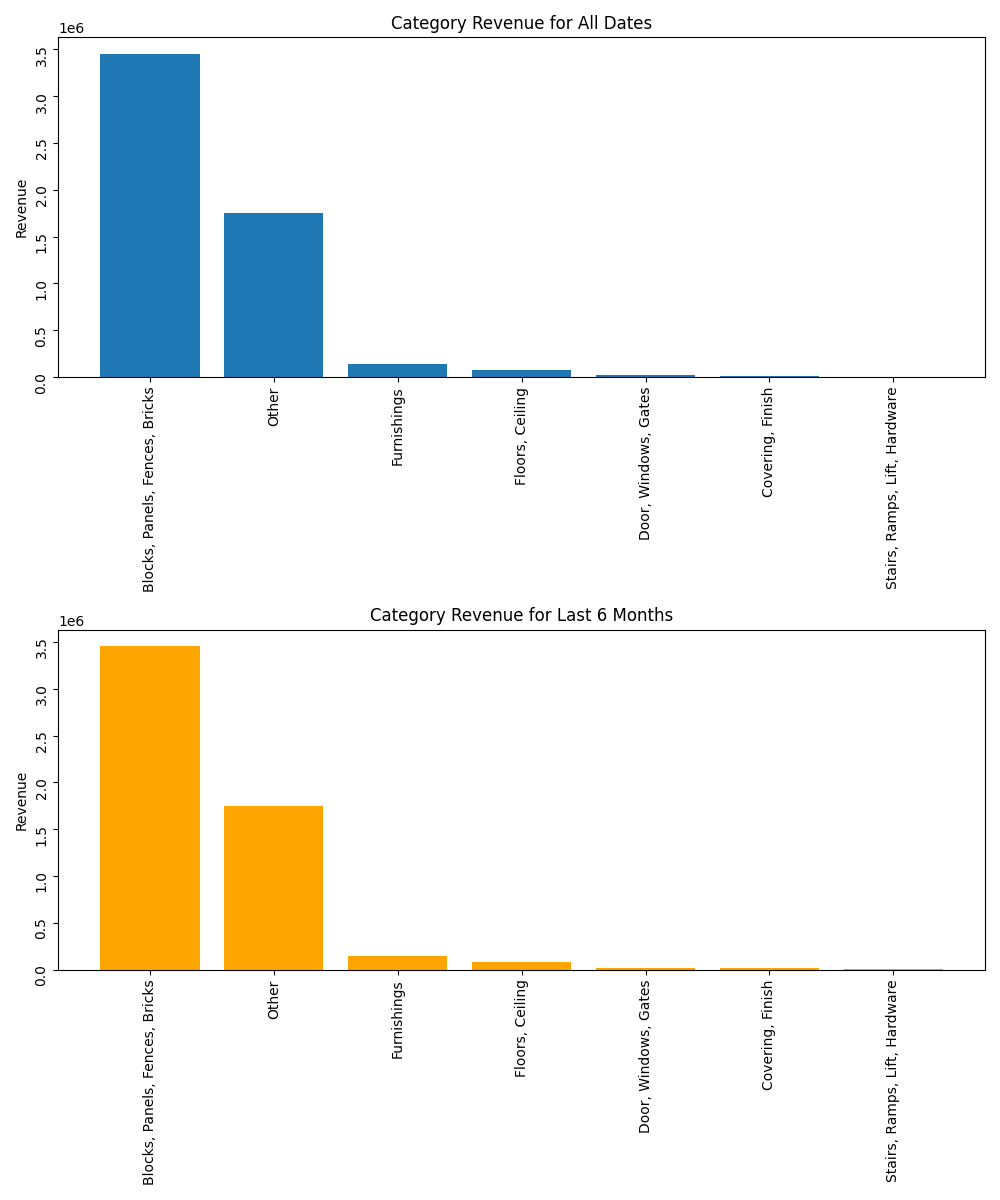 Category Revenue for All Dates
1e6
3.5
3.0
2.5
2.0
1.5
1.0
0.5
0.0
Revenue
Blocks, Panels, Fences, Bricks
Other
Furnishings
Floors, Ceiling
Door, Windows, Gates
Covering, Finish
Stairs, Ramps, Lift, Hardware
Category Revenue for Last 6 Months
1e6
3.5
3.0
2.5
2.0
1.5
1.0
0.5
0.0
Revenue
Blocks, Panels, Fences, Bricks
Other
Furnishings
Floors, Ceiling
Door, Windows, Gates
Covering, Finish
Stairs, Ramps, Lift, Hardware